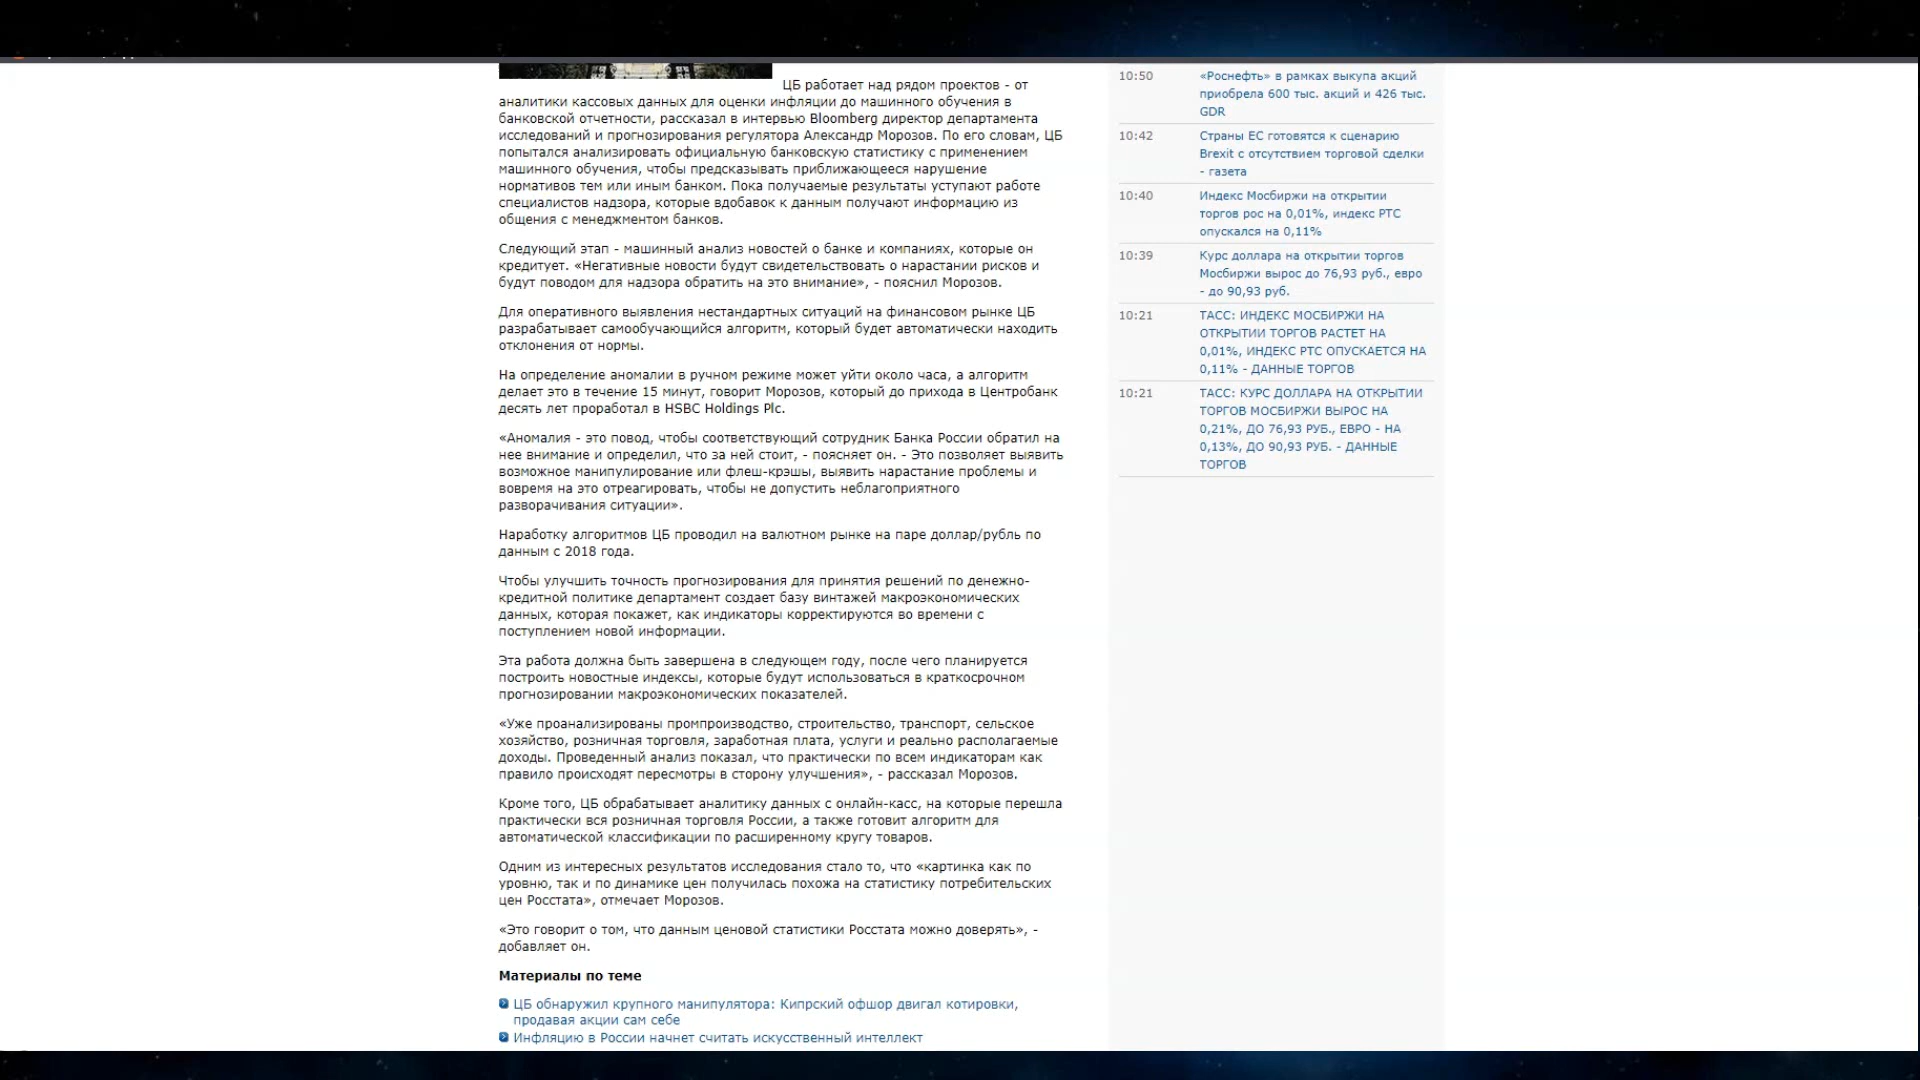 ЦБ работает над рядом проектов - от
аналитики кассовых данных для оценки инфляции до машинного обучения в
банковской отчетности, рассказал в интервью Bloomberg директор департамента
исследований и прогнозирования регулятора Александр Морозов. По его словам, ЦБ
попытался анализировать официальную банковскую статистику с применением
машинного обучения, чтобы предсказывать приближающееся нарушение
нормативов тем или иным банком. Пока получаемые результаты уступают работе
специалистов надзора, которые вдобавок к данным получают информацию из
общения с менеджментом банков.
Следующий этап - машинный анализ новостей о банке и компаниях, которые он
кредитует. «Негативные новости будут свидетельствовать о нарастании рисков и
будут поводом для надзора обратить на это внимание», - пояснил Морозов.
Для оперативного выявления нестандартных ситуаций на финансовом рынке ЦБ
разрабатывает самообучающийся алгоритм, который будет автоматически находить
отклонения от нормы.
На определение аномалии в ручном режиме может уйти около часа, а алгоритм
делает это в течение 15 минут, говорит Морозов, который до прихода в Центробанк
десять лет проработал в HSBC Holdings Plc.
«Аномалия - это повод, чтобы соответствующий сотрудник Банка России обратил на
нее внимание и определил, что за ней стоит, - поясняет он. - Это позволяет выявить
возможное манипулирование или флеш-крэшы, выявить нарастание проблемы и
вовремя на это отреагировать, чтобы не допустить неблагоприятного
разворачивания ситуации».
Наработку алгоритмов ЦБ проводил на валютном рынке на паре доллар/рубль по
данным с 2018 года.
Чтобы улучшить точность прогнозирования для принятия решений по денежно-
кредитной политике департамент создает базу винтажей макроэкономических
данных, которая покажет, как индикаторы корректируются во времени с
поступлением новой информации.
Эта работа должна быть завершена в следующем году, после чего планируется
построить новостные индексы, которые будут использоваться в краткосрочном
прогнозировании макроэкономических показателей.
«Уже проанализированы промпроизводство, строительство, транспорт, сельское
хозяйство, розничная торговля, заработная плата, услуги и реально располагаемые
доходы. Проведенный анализ показал, что практически по всем индикаторам как
правило происходят пересмотры в сторону улучшения», - рассказал Морозов.
Кроме того, ЦБ обрабатывает аналитику данных с онлайн-касс, на которые перешла
практически вся розничная торговля России, а также готовит алгоритм для
автоматической классификации по расширенному кругу товаров.
Одним из интересных результатов исследования стало то, что «картинка как по
уровню, так и по динамике цен получилась похожа на статистику потребительских
цен Росстата», отмечает Морозов.
«Это говорит о том, что данным ценовой статистики Росстата можно доверять», -
добавляет он.
Материалы по теме
ЦБ обнаружил крупного манипулятора: Кипрский офшор двигал котировки,
продавая акции сам себе
Инфляцию в России начнет считать искусственный интеллект
10:50 «Роснефть» в рамках выкупа акций
приобрела 600 тыс. акций и 426 тыс.
GDR
10:42 Страны ЕС готовятся к сценарию
Brexit с отсутствием торговой сделки
- газета
10:40 Индекс Мосбиржи на открытии
торгов рос на 0,01%, индекс РТС
опускался на 0,11%
10:39 Курс доллара на открытии торгов
Мосбиржи вырос до 76,93 руб., евро
- до 90,93 руб.
10:21 ТАСС: ИНДЕКС МОСБИРЖИ НА
ОТКРЫТИИ ТОРГОВ РАСТЕТ НА
0,01%, ИНДЕКС РТС ОПУСКАЕТСЯ НА
0,11% - ДАННЫЕ ТОРГОВ
10:21 ТАСС: КУРС ДОЛЛАРА НА ОТКРЫТИИ
ТОРГОВ МОСБИРЖИ ВЫРОС НА
0,21%, ДО 76,93 РУБ., ЕВРО - НА
0,13%, ДО 90,93 РУБ. - ДАННЫЕ
ТОРГОВ